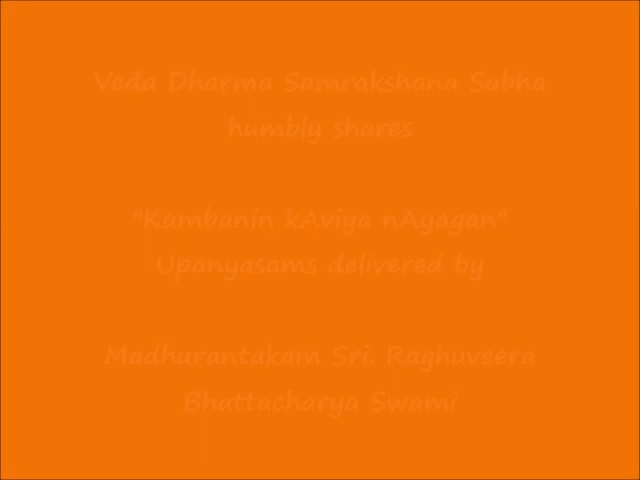 Veda Dharma Samrakshana Sabha
humbly shares
"Kambanin kAviya nAyagan"
Upanyasams delivered by
Madhurantakam Sri. Raghuveera
Bhattacharya Swami